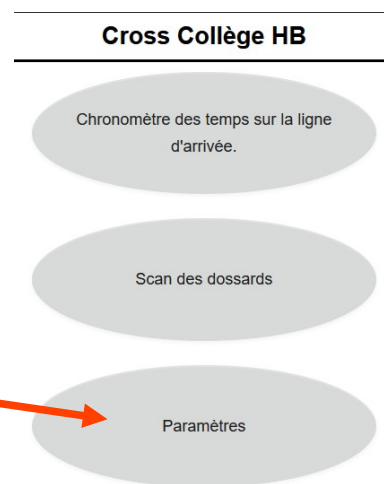 Cross Collège HB
Chronomètre des temps sur la ligne
d'arrivée.
Scan des dossards
Paramètres